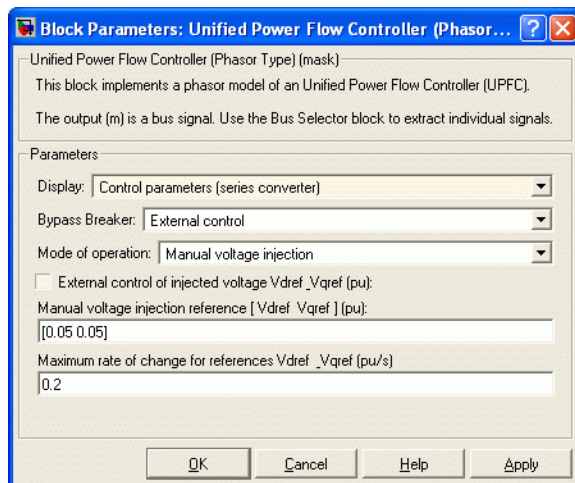 Block Parameters: Unified Power Flow Controller (Phasor...
Unified Power Flow Controller (Phasor Type) (mask)
This block implements a phasor model of an Unified Power Flow Controller (UPFC).
The output (m) is a bus signal. Use the Bus Selector block to extract individual signals.
Parameters
Display: Control parameters (series converter)
Bypass Breaker: External control
Mode of operation: Manual voltage injection
External control of injected voltage Vdref_Vqref (pu):
Manual voltage injection reference [ Vdref Vqref ] (pu):
[0.05 0.05]
Maximum rate of change for references Vdref_Vqref (pu/s)
0.2
OK Cancel Help Apply